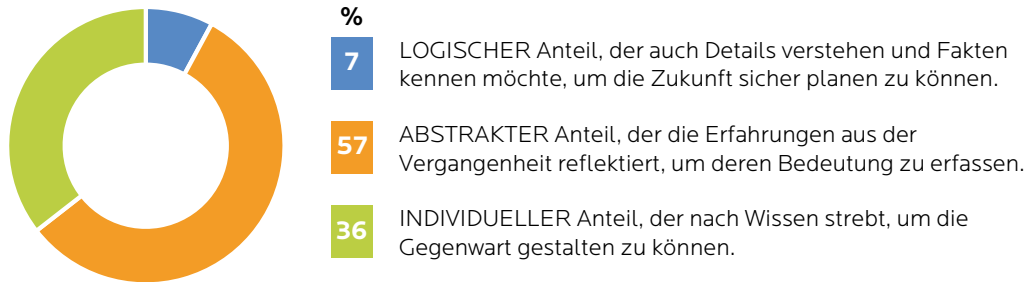 %
7
LOGISCHER Anteil, der auch Details verstehen und Fakten
kennen möchte, um die Zukunft sicher planen zu können.
57
ABSTRAKTER Anteil, der die Erfahrungen aus der
Vergangenheit reflektiert, um deren Bedeutung zu erfassen.
36
INDIVIDUELLER Anteil, der nach Wissen strebt, um die
Gegenwart gestalten zu können.